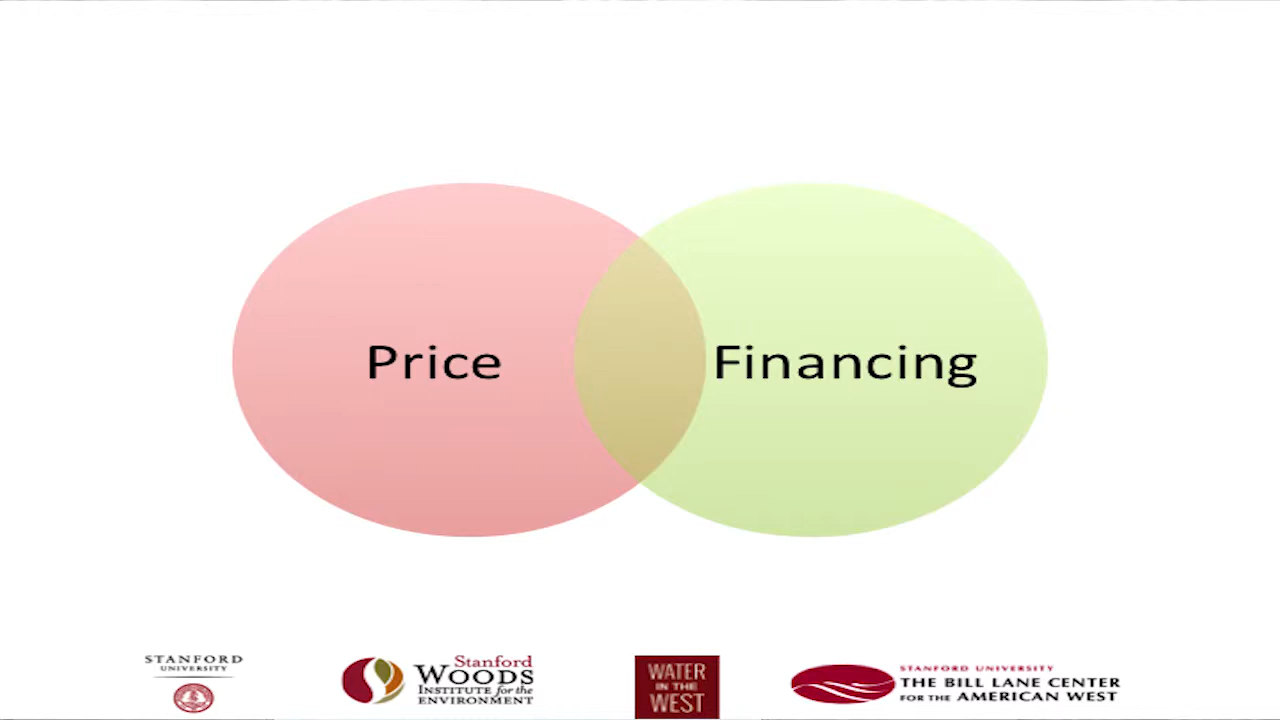 Price
Financing
STANFORD
UNIVERSITY
Stanford
WOODS
INSTITUTE for the
ENVIRONMENT
WATER
IN THE
WEST
STANFORD UNIVERSITY
THE BILL LANE CENTER
FOR THE AMERICAN WEST